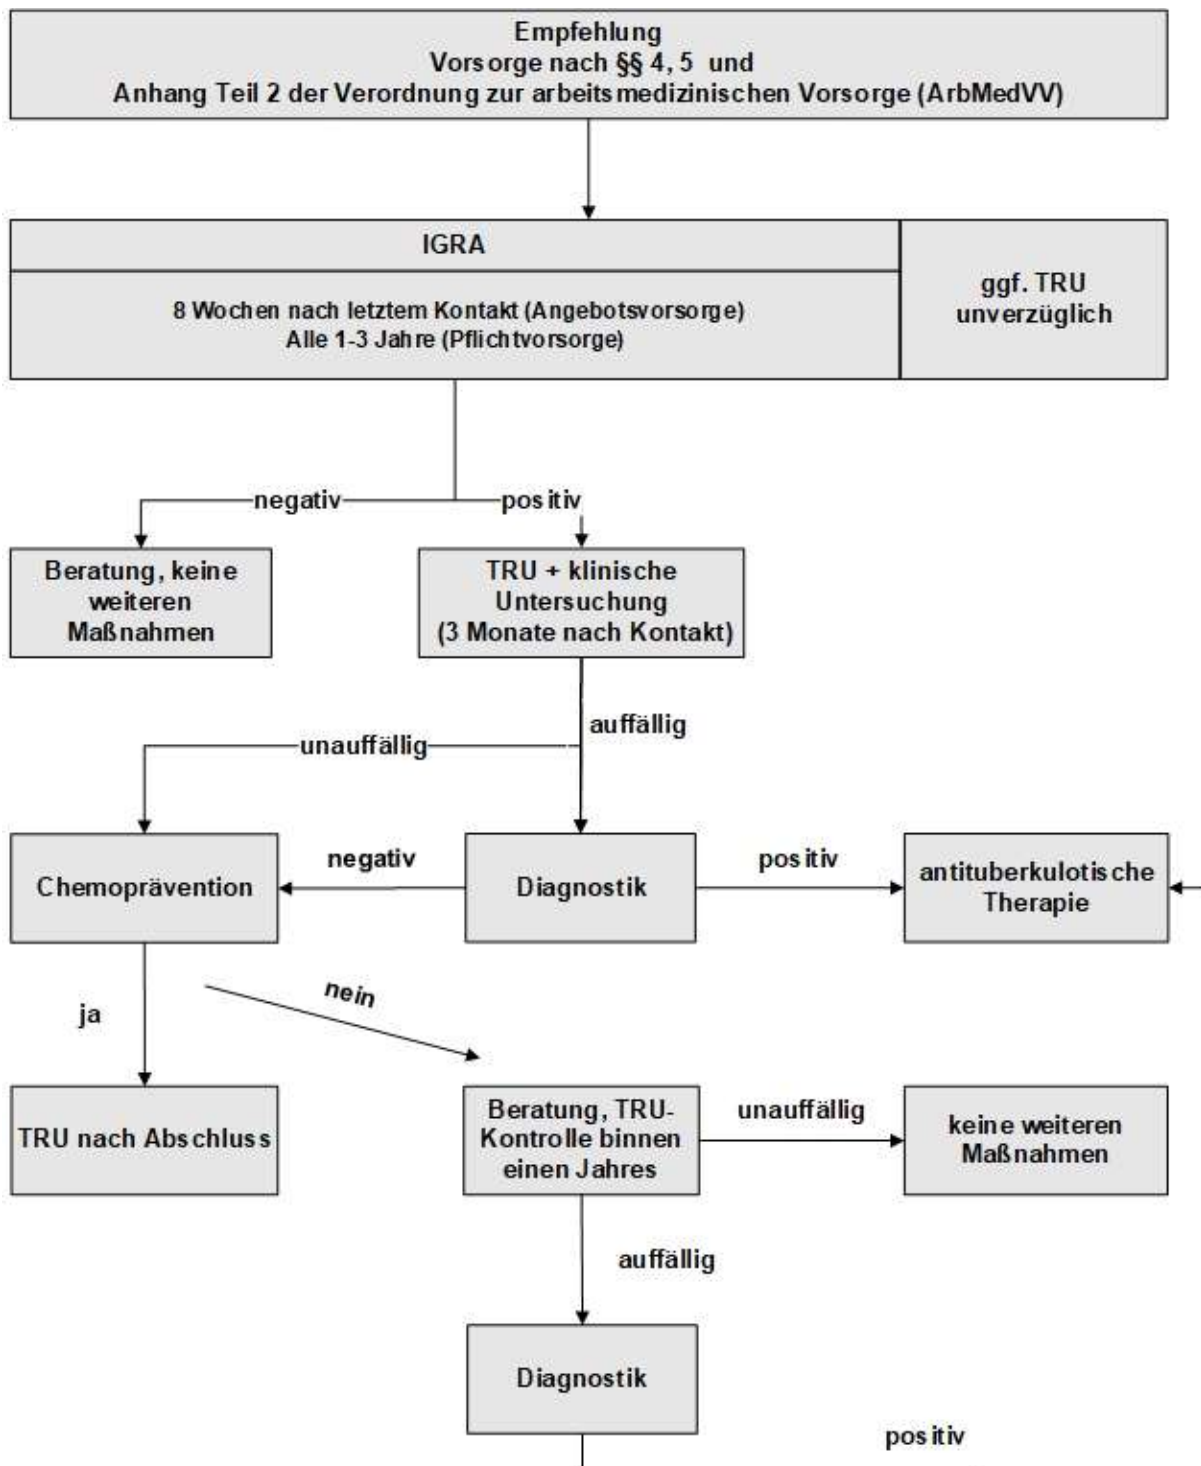 Empfehlung
Vorsorge nach §§ 4, 5 und
Anhang Teil 2 der Verordnung zur arbeitsmedizinischen Vorsorge (ArbMedVV)
IGRA
8 Wochen nach letztem Kontakt (Angebotsvorsorge)
Alle 1-3 Jahre (Pflichtvorsorge)
ggf. TRU
unverzüglich
negativ
positiv
Beratung, keine
weiteren
Maßnahmen
TRU + klinische
Untersuchung
(3 Monate nach Kontakt)
auffällig
unauffällig
Chemoprävention
negativ
Diagnostik
positiv
antituberkulotische
Therapie
ja
nein
TRU nach Abschluss
Beratung, TRU-
Kontrolle binnen
einen Jahres
unauffällig
keine weiteren
Maßnahmen
auffällig
Diagnostik
positiv